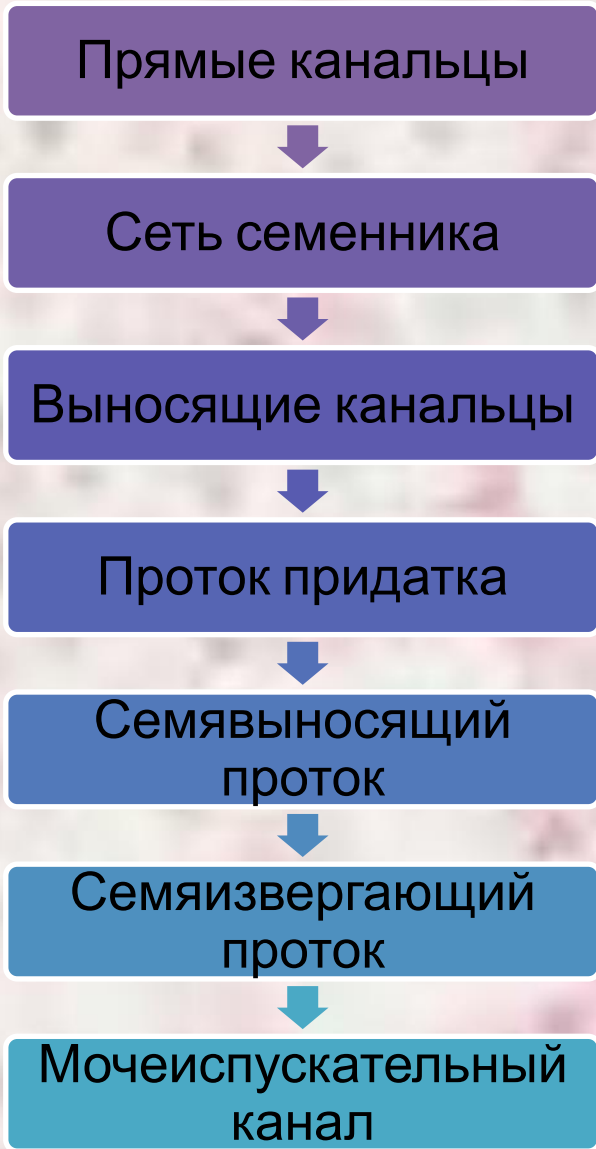 Прямые канальцы
Сеть семенника
Выносящие канальцы
Проток придатка
Семявыносящий
проток
Семяизвергающий
проток
Мочеиспускательный
канал